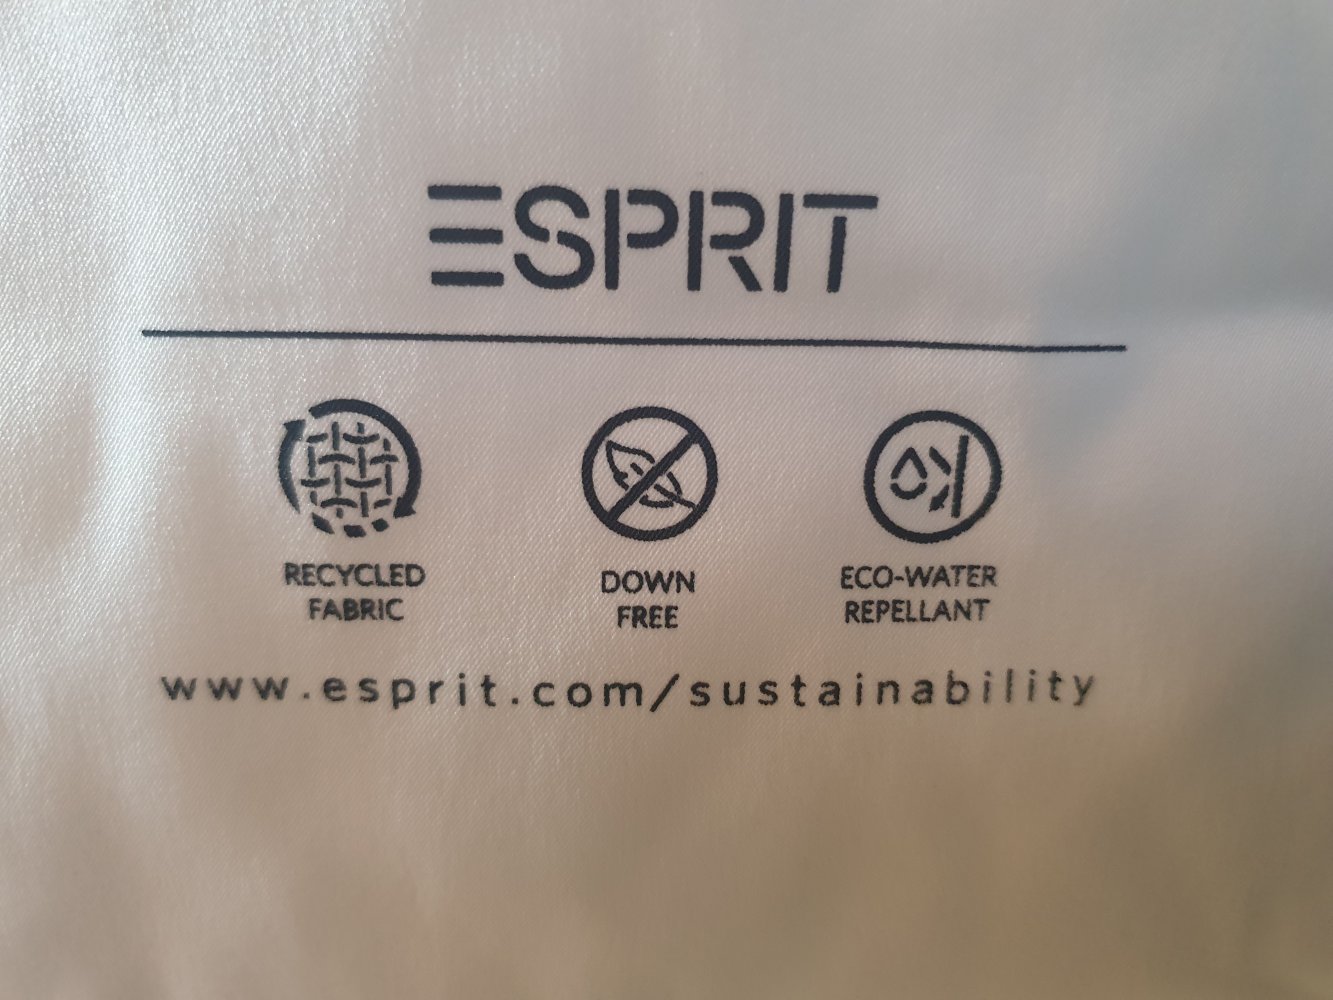 ESPRIT
RECYCLED
FABRIC
DOWN
FREE
ECO-WATER
REPELLANT
www.esprit.com/sustainability